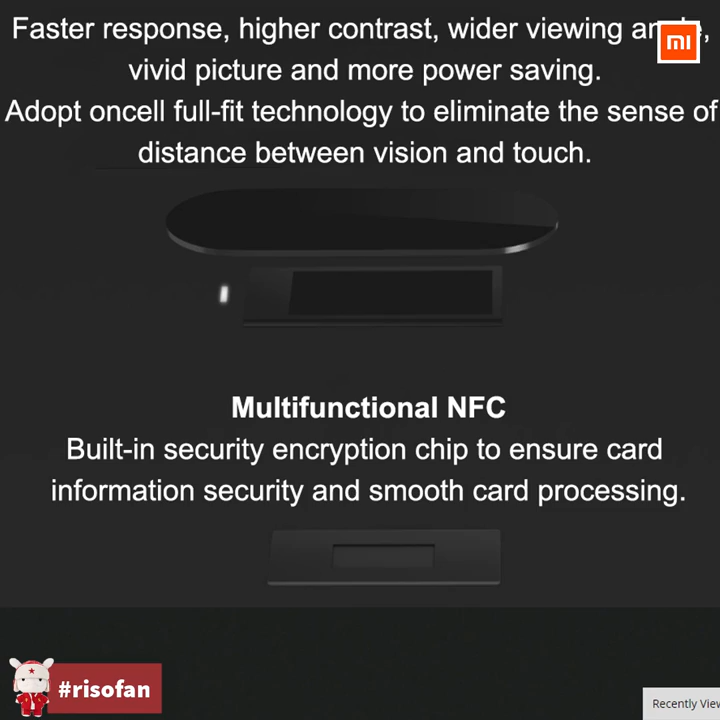 Faster response, higher contrast, wider viewing
vivid picture and more power saving.
Adopt oncell full-fit technology to eliminate the sense of
distance between vision and touch.
Multifunctional NFC
Built-in security encryption chip to ensure card
information security and smooth card processing.
#risofan
Recently